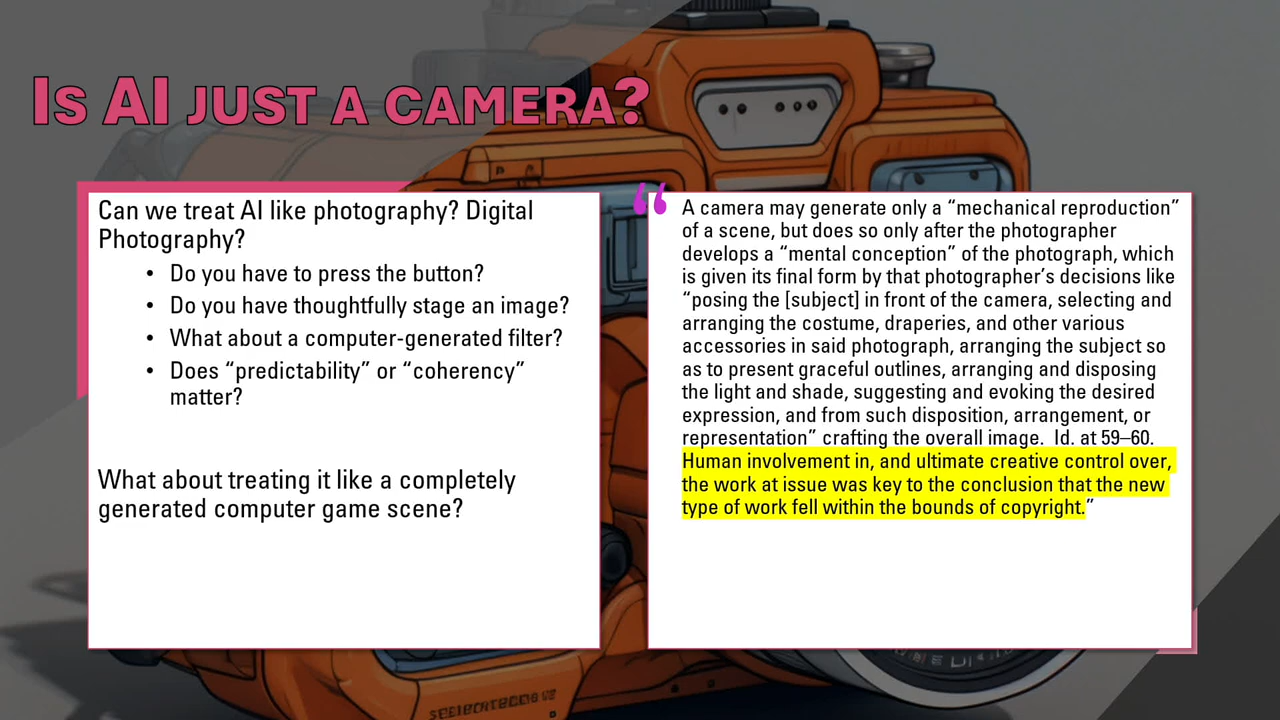 Is AI JUST A CAMERA?
Can we treat AI like photography? Digital
Photography?
• Do you have to press the button?
• Do you have thoughtfully stage an image?
• What about a computer-generated filter?
• Does “predictability” or “coherency”
matter?
What about treating it like a completely
generated computer game scene?
“
A camera may generate only a “mechanical reproduction”
of a scene, but does so only after the photographer
develops a “mental conception” of the photograph, which
is given its final form by that photographer’s decisions like
“posing the [subject] in front of the camera, selecting and
arranging the costume, draperies, and other various
accessories in said photograph, arranging the subject so
as to present graceful outlines, arranging and disposing
the light and shade, suggesting and evoking the desired
expression, and from such disposition, arrangement, or
representation” crafting the overall image.  Id. at 59–60.
Human involvement in, and ultimate creative control over,
the work at issue was key to the conclusion that the new
type of work fell within the bounds of copyright.”